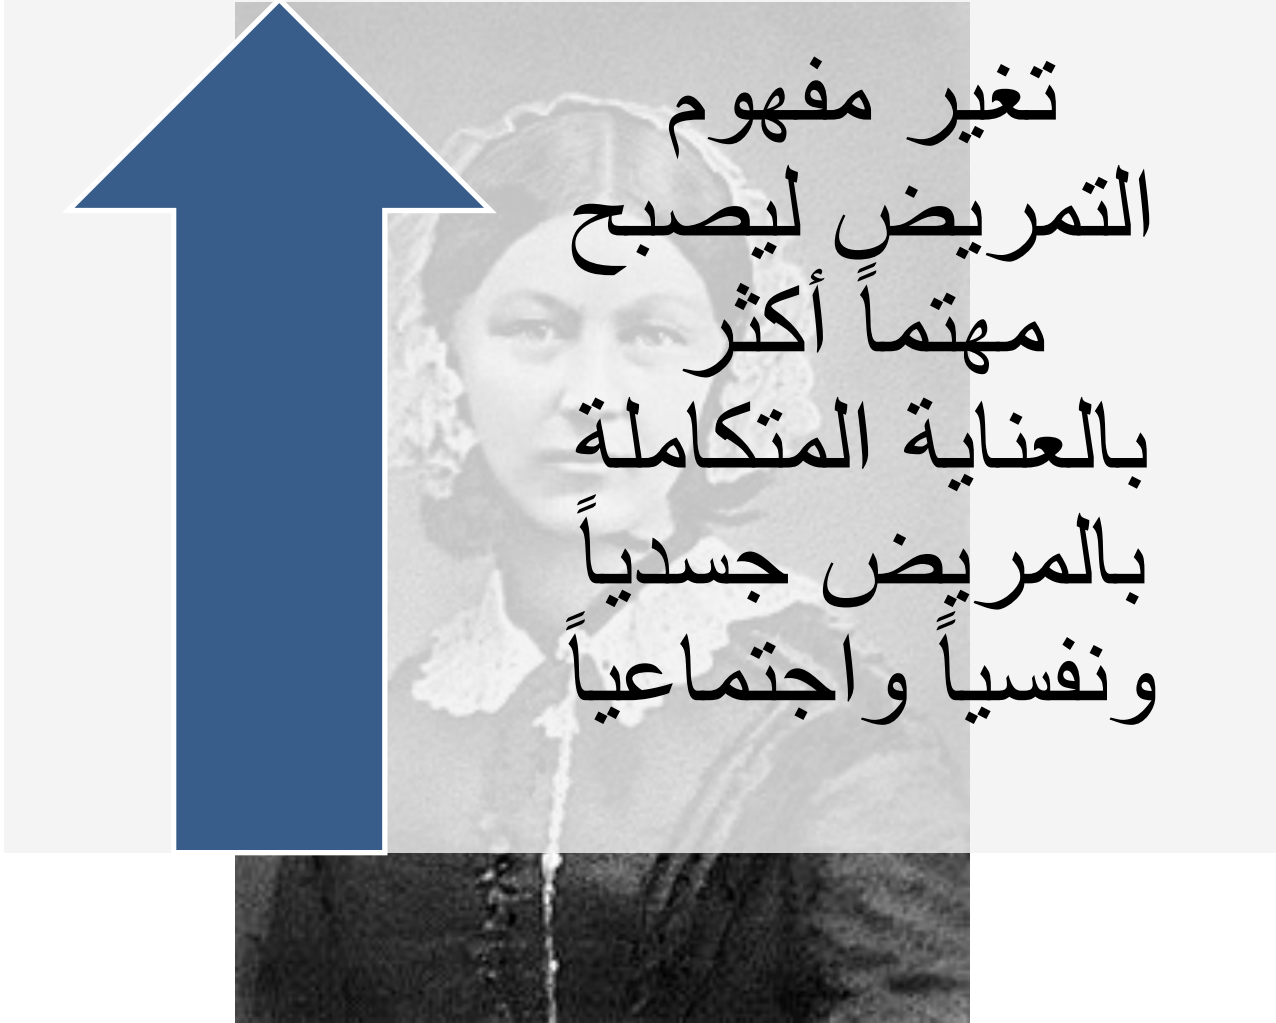 تغير مفهوم
التمريض ليصبح
مهتماً أكثر
بالعناية المتكاملة
بالمريض جسدياً
ونفسياً واجتماعياً